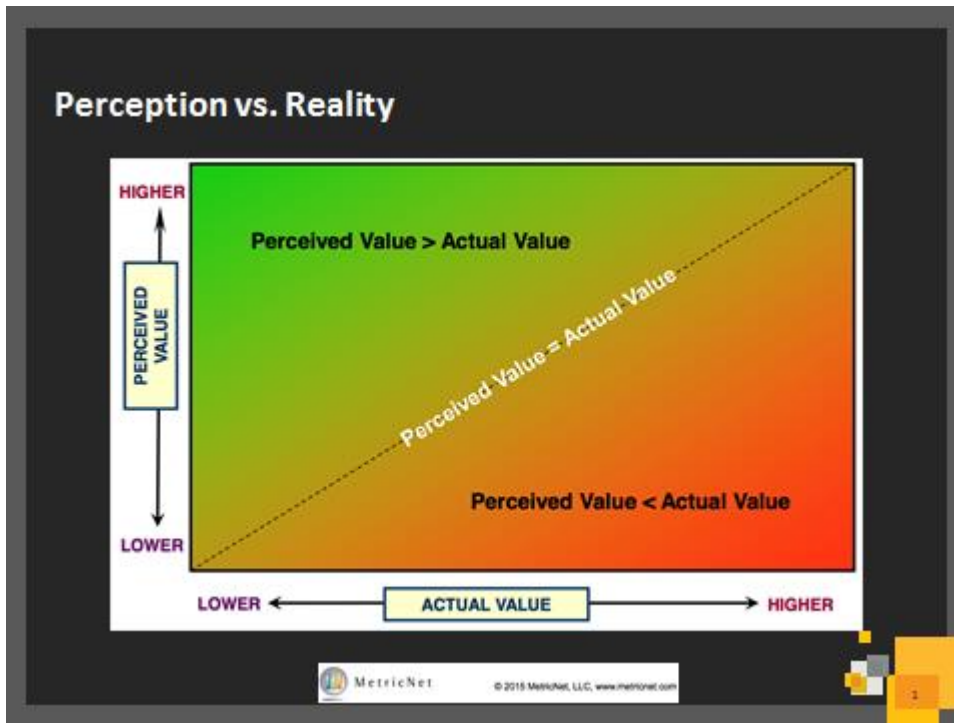 Perception vs. Reality
HIGHER
Perceived Value > Actual Value
Perceived Value = Actual Value
PERCEIVED
VALUE
Perceived Value < Actual Value
LOWER
LOWER
ACTUAL VALUE
HIGHER
MetricNet
© 2015 MetricNet, LLC, www.metricnet.com
1